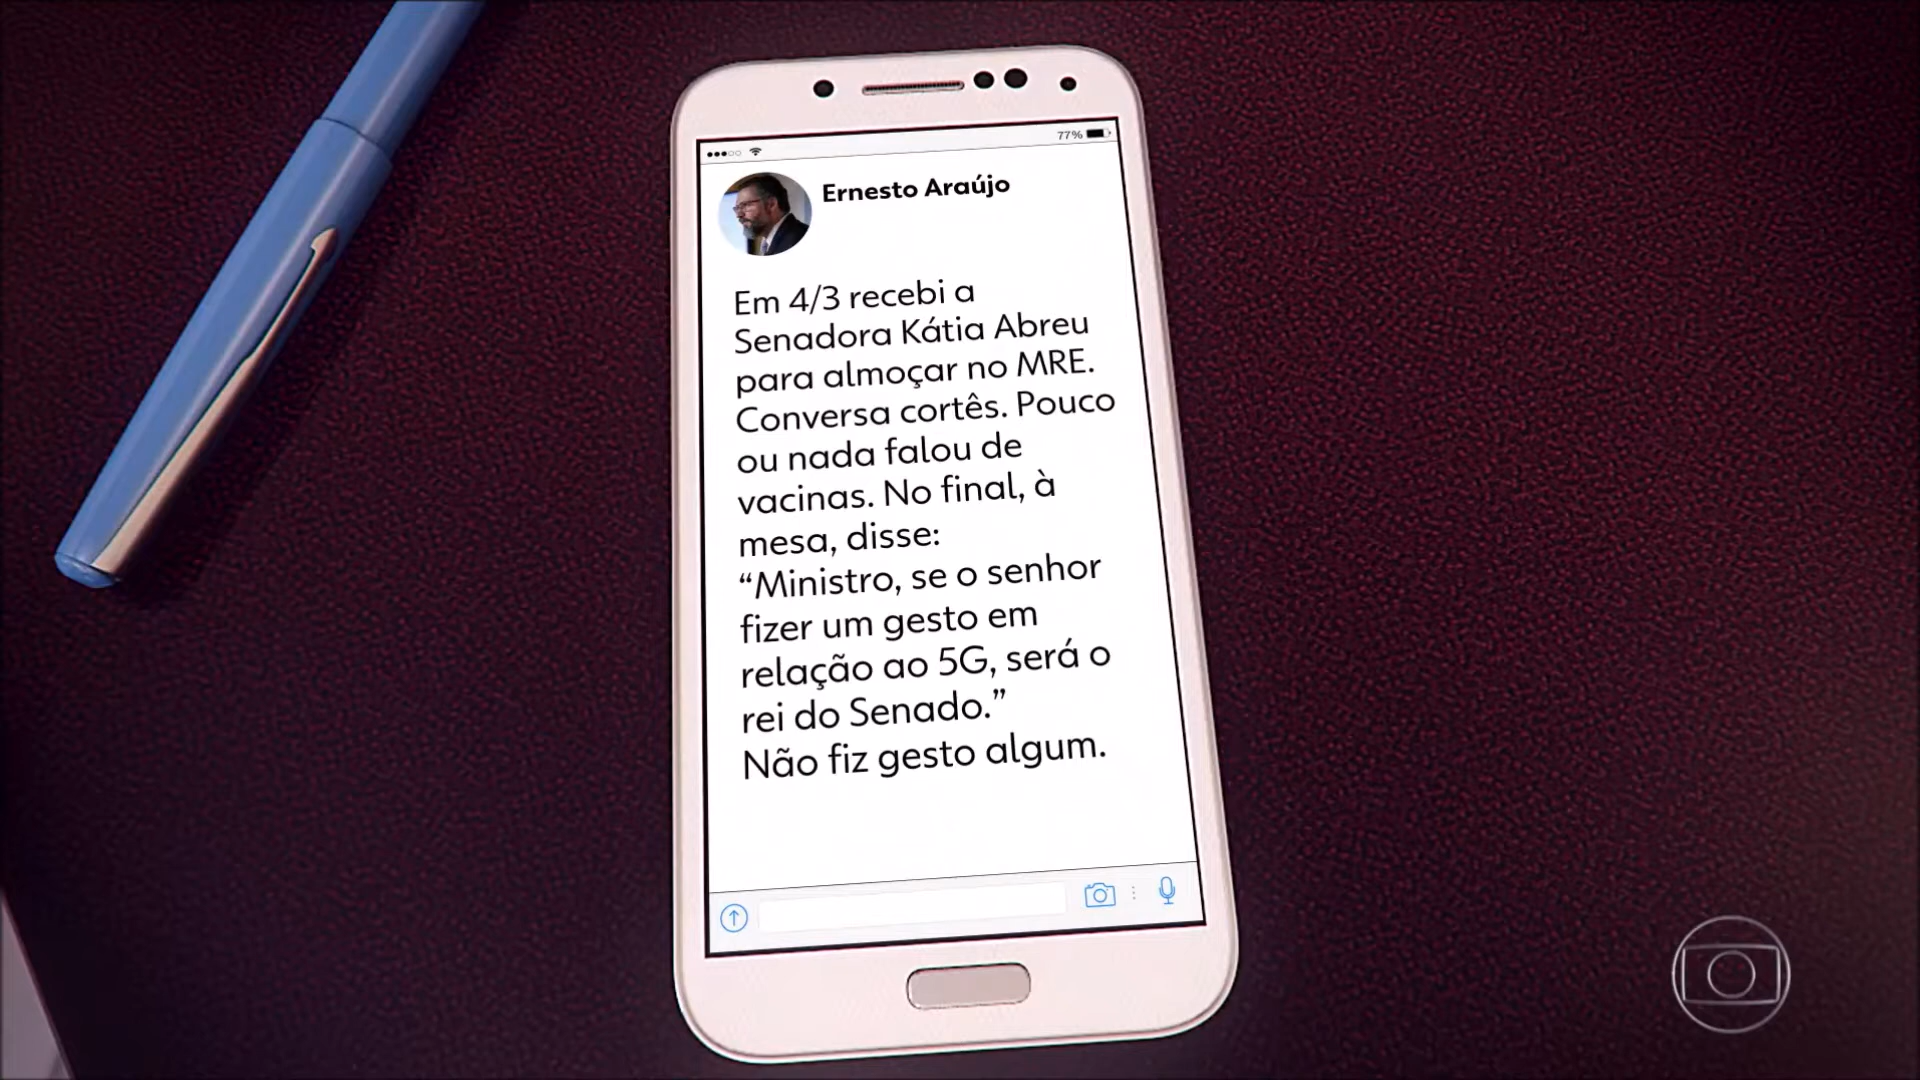 77%
Ernesto Araújo
Em 4/3 recebi a
Senadora Kátia Abreu
para almoçar no MRE.
Conversa cortês. Pouco
ou nada falou de
vacinas. No final, à
mesa, disse:
“Ministro, se o senhor
fizer um gesto em
relação ao 5G, será o
rei do Senado.”
Não fiz gesto algum.